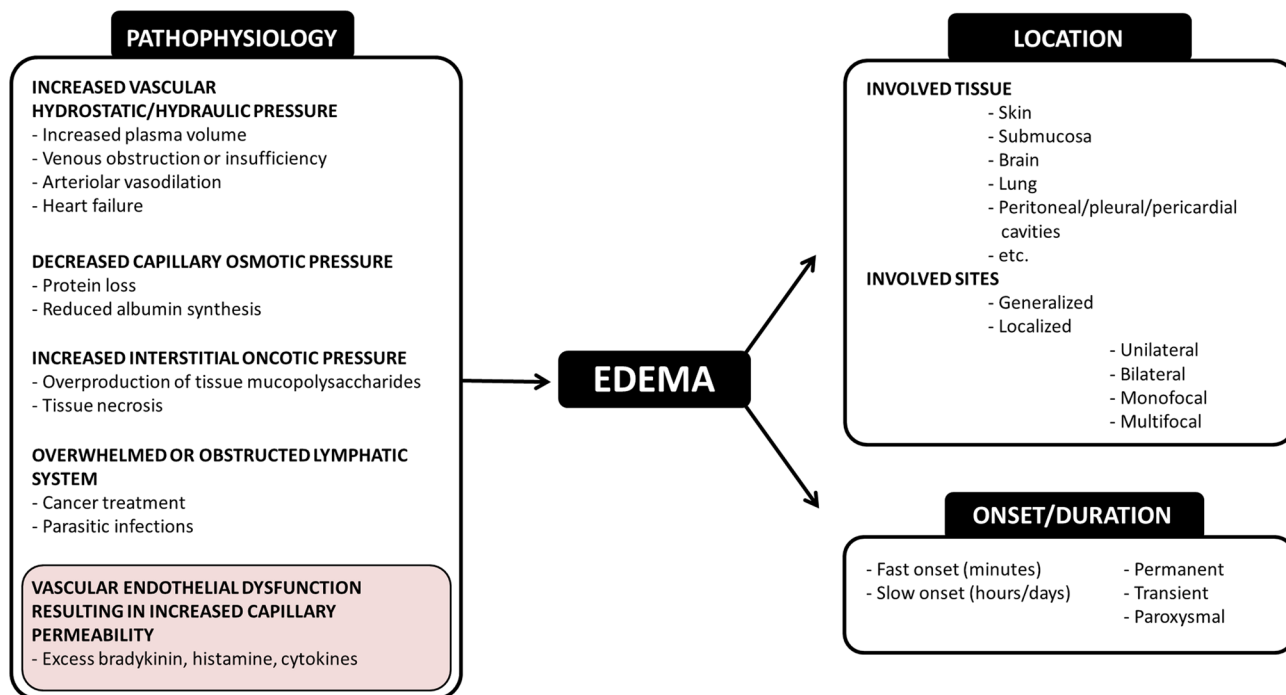 PATHOPHYSIOLOGY
INCREASED VASCULAR
HYDROSTATIC/HYDRAULIC PRESSURE
- Increased plasma volume
- Venous obstruction or insufficiency
- Arteriolar vasodilation
- Heart failure
DECREASED CAPILLARY OSMOTIC PRESSURE
- Protein loss
- Reduced albumin synthesis
INCREASED INTERSTITIAL ONCOTIC PRESSURE
- Overproduction of tissue mucopolysaccharides
- Tissue necrosis
OVERWHELMED OR OBSTRUCTED LYMPHATIC
SYSTEM
- Cancer treatment
- Parasitic infections
VASCULAR ENDOTHELIAL DYSFUNCTION
RESULTING IN INCREASED CAPILLARY
PERMEABILITY
- Excess bradykinin, histamine, cytokines
EDEMA
LOCATION
INVOLVED TISSUE
- Skin
- Submucosa
- Brain
- Lung
- Peritoneal/pleural/pericardial
cavities
- etc.
INVOLVED SITES
- Generalized
- Localized
- Unilateral
- Bilateral
- Monofocal
- Multifocal
ONSET/DURATION
- Fast onset (minutes)
- Slow onset (hours/days)
- Permanent
- Transient
- Paroxysmal